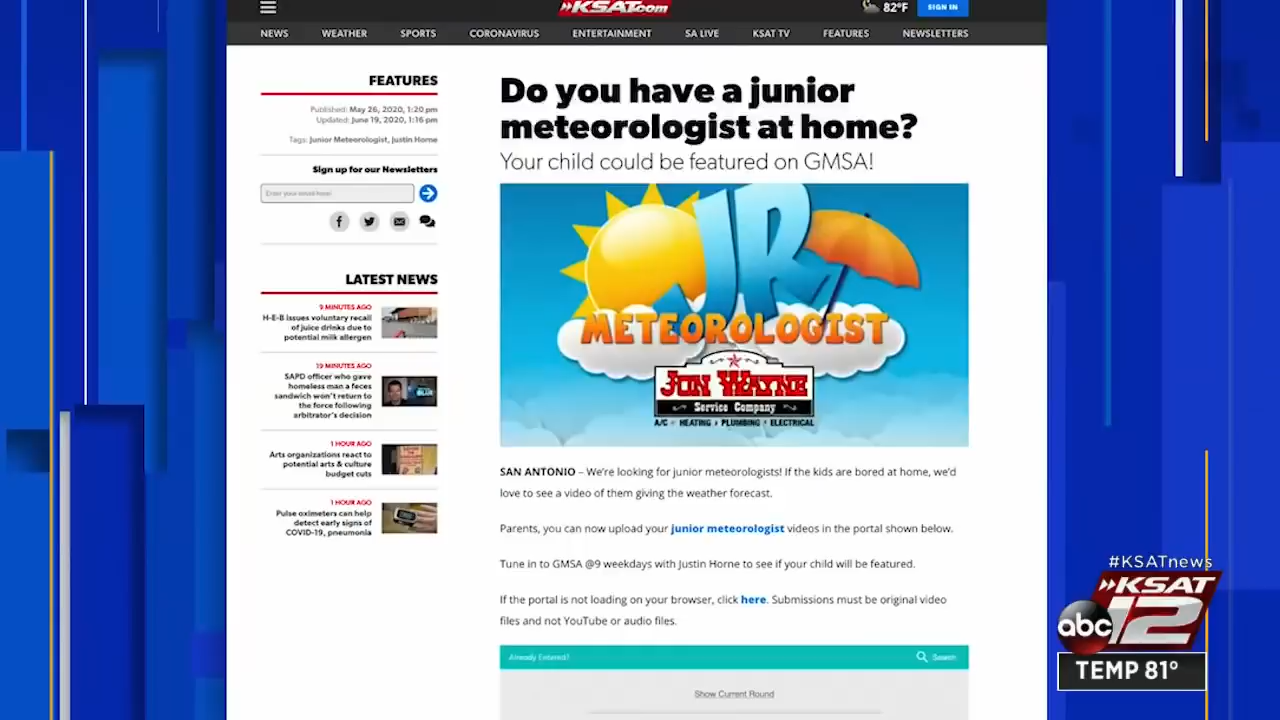 KSAT.com
82°F
SIGN IN
NEWS
WEATHER
SPORTS
CORONAVIRUS
ENTERTAINMENT
SA LIVE
KSAT TV
FEATURES
NEWSLETTERS
FEATURES
Published: May 26, 2020, 1:20 pm
Updated: June 19, 2020, 1:16 pm
Tags: Junior Meteorologist, Justin Horne
Sign up for our Newsletters
Enter your email here!
LATEST NEWS
9 MINUTES AGO
H-E-B issues voluntary recall
of juice drinks due to
potential milk allergen
19 MINUTES AGO
SAPD officer who gave
homeless man a feces
sandwich won't return to
the force following
arbitrator's decision
1 HOUR AGO
Arts organizations react to
potential arts & culture
budget cuts
1 HOUR AGO
Pulse oximeters can help
detect early signs of
COVID-19, pneumonia
Do you have a junior
meteorologist at home?
Your child could be featured on GMSA!
JR
METEOROLOGIST
JON WAYNE
Service Company
A/C HEATING PLUMBING ELECTRICAL
SAN ANTONIO – We're looking for junior meteorologists! If the kids are bored at home, we'd
love to see a video of them giving the weather forecast.
Parents, you can now upload your junior meteorologist videos in the portal shown below.
Tune in to GMSA @9 weekdays with Justin Horne to see if your child will be featured.
If the portal is not loading on your browser, click here. Submissions must be original video
files and not YouTube or audio files.
Already Entered?
Search
Show Current Round
#KSATnews
KSAT
abc 12
TEMP 81°